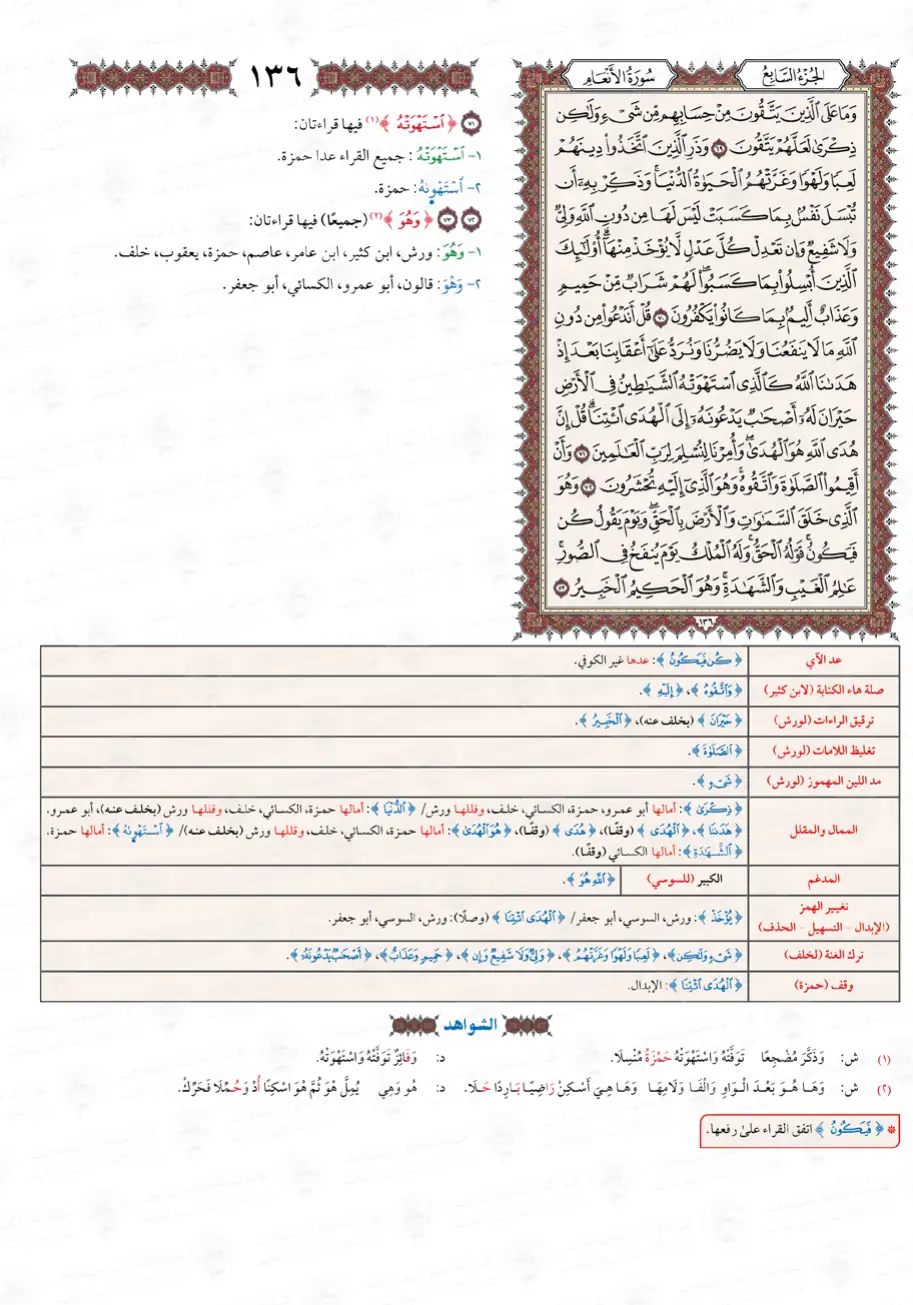 الجُزْءُ السَّابِعُ
سُورَةُ الأَنْعَامِ
وَمَا عَلَى ٱلَّذِينَ يَتَّقُونَ مِنْ حِسَابِهِم مِّن شَيْءٍ وَلَٰكِن
ذِكْرَىٰ لَعَلَّهُمْ يَتَّقُونَ ٦٩ وَذَرِ ٱلَّذِينَ ٱتَّخَذُوا۟ دِينَهُمْ
لَعِبًا وَلَهْوًا وَغَرَّتْهُمُ ٱلْحَيَوٰةُ ٱلدُّنْيَا ۚ وَذَكِّرْ بِهِۦٓ أَن
تُبْسَلَ نَفْسٌۢ بِمَا كَسَبَتْ لَيْسَ لَهَا مِن دُونِ ٱللَّهِ وَلِيٌّ
وَلَا شَفِيعٌ وَإِن تَعْدِلْ كُلَّ عَدْلٍ لَّا يُؤْخَذْ مِنْهَآ ۗ أُو۟لَٰٓئِكَ
ٱلَّذِينَ أُبْسِلُوا۟ بِمَا كَسَبُوا۟ ۖ لَهُمْ شَرَابٌ مِّنْ حَمِيمٍ
وَعَذَابٌ أَلِيمٌۢ بِمَا كَانُوا۟ يَكْفُرُونَ ٧٠ قُلْ أَنَدْعُوا۟ مِن دُونِ
ٱللَّهِ مَا لَا يَنفَعُنَا وَلَا يَضُرُّنَا وَنُرَدُّ عَلَىٰٓ أَعْقَابِنَا بَعْدَ إِذْ
هَدَىٰنَا ٱللَّهُ كَٱلَّذِى ٱسْتَهْوَتْهُ ٱلشَّيَٰطِينُ فِى ٱلْأَرْضِ
حَيْرَانَ لَهُۥٓ أَصْحَٰبٌ يَدْعُونَهُۥٓ إِلَى ٱلْهُدَى ٱئْتِنَا ۗ قُلْ إِنَّ
هُدَى ٱللَّهِ هُوَ ٱلْهُدَىٰ ۖ وَأُمِرْنَا لِنُسْلِمَ لِرَبِّ ٱلْعَٰلَمِينَ ٧١ وَأَنْ
أَقِيمُوا۟ ٱلصَّلَوٰةَ وَٱتَّقُوهُ ۚ وَهُوَ ٱلَّذِىٓ إِلَيْهِ تُحْشَرُونَ ٧٢ وَهُوَ
ٱلَّذِى خَلَقَ ٱلسَّمَٰوَٰتِ وَٱلْأَرْضَ بِٱلْحَقِّ ۖ وَيَوْمَ يَقُولُ كُن
فَيَكُونُ ۚ قَوْلُهُ ٱلْحَقُّ ۚ وَلَهُ ٱلْمُلْكُ يَوْمَ يُنفَخُ فِى ٱلصُّورِ ۚ
عَٰلِمُ ٱلْغَيْبِ وَٱلشَّهَٰدَةِ ۚ وَهُوَ ٱلْحَكِيمُ ٱلْخَبِيرُ ٧٣
١٣٦
١٣٦
٧١ ﴿ٱسْتَهْوَتْهُ﴾(١) فيها قراءتان:
١- ٱسْتَهْوَتْهُ: جميع القراء عدا حمزة.
٢- ٱسْتَهْوىٰهُ: حمزة.
٧٢ ٧٣ ﴿وَهُوَ﴾(٢) (جميعًا) فيها قراءتان:
١- وَهُوَ: ورش، ابن كثير، ابن عامر، عاصم، حمزة، يعقوب، خلف.
٢- وَهْوَ: قالون، أبو عمرو، الكسائي، أبو جعفر.
عد الآي ﴿كُن فَيَكُونُ﴾: عدها غير الكوفي.
صلة هاء الكناية (لابن كثير) ﴿وَٱتَّقُوهُ﴾، ﴿إِلَيْهِ﴾.
ترقيق الراءات (لورش) ﴿حَيْرَانَ﴾ (بخلف عنه)، ﴿ٱلْخَبِيرُ﴾.
تغليظ اللامات (لورش) ﴿ٱلصَّلَوٰةَ﴾.
مد اللين المهموز (لورش) ﴿شَيْءٍ﴾.
الممال والمقلل
﴿ذِكْرَىٰ﴾: أمالها أبو عمرو، حمزة، الكسائي، خلف، وقللها ورش/ ﴿ٱلدُّنْيَا﴾: أمالها حمزة، الكسائي، خلف، وقللها ورش (بخلف عنه)، أبو عمرو.
﴿هَدَىٰنَا﴾، ﴿ٱلْهُدَى﴾ (وقفًا)، ﴿هُدَى﴾ (وقفًا)، ﴿هُوَ ٱلْهُدَىٰ﴾: أمالها حمزة، الكسائي، خلف، وقللها ورش (بخلف عنه)/ ﴿ٱسْتَهْوىٰهُ﴾: أمالها حمزة.
﴿ٱلشَّهَٰدَةِ﴾: أمالها الكسائي (وقفًا).
المدغم الكبير (للسوسي) ﴿ٱللَّهِ هُوَ﴾.
تغيير الهمز
(الإبدال - التسهيل - الحذف)
﴿يُؤْخَذْ﴾: ورش، السوسي، أبو جعفر/ ﴿ٱلْهُدَى ٱئْتِنَا﴾ (وصلًا): ورش، السوسي، أبو جعفر.
ترك الغنة (لخلف) ﴿شَيْءٍ وَلَٰكِن﴾، ﴿لَعِبًا وَلَهْوًا وَغَرَّتْهُمُ﴾، ﴿وَلِيٌّ وَلَا شَفِيعٌ وَإِن﴾، ﴿حَمِيمٍ وَعَذَابٌ﴾، ﴿أَصْحَٰبٌ يَدْعُونَهُۥٓ﴾.
وقف (حمزة) ﴿ٱلْهُدَى ٱئْتِنَا﴾: الإبدال.
الشواهد
(١) ش: وَذَكَّرَ مُضْجِعًا تَوَفَّتْهُ وَاسْتَهْوَتْهُ حَمْزَةُ مُنْسِلَا. د: وَفَائِزٌ تَوَفَّتْهُ وَاسْتَهْوَتْهُ.
(٢) ش: وَهَا هُوَ بَعْدَ الْوَاوِ وَالْفَا وَلَامِهَا وَهَا هِيَ أَسْكِنْ رَاضِيًا بَارِدًا حَلَا. د: هُو وَهِي يُمِلَّ هُوَ ثُمَّ هُوَ اسْكِنًا أُدْ وَحُمِّلَا فَحَرِّكْ.
* ﴿فَيَكُونُ﴾ اتفق القراء على رفعها.